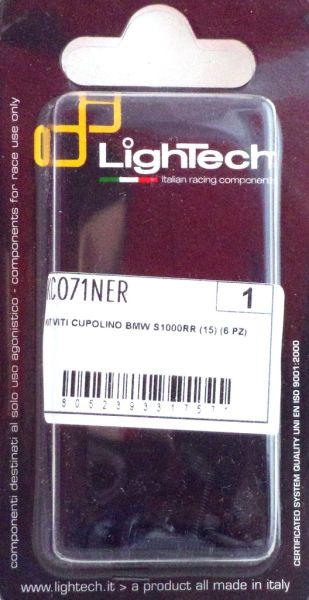 LighTech
Italian racing components
C071NER
1
KIT VITI CUPOLINO BMW S1000RR (15) (6 PZ)
8052393317571
componenti destinati al solo uso agonistico - components for race use only
CERTIFICATED SYSTEM QUALITY UNI EN ISO 9001:2000
www.lightech.it > a product all made in italy